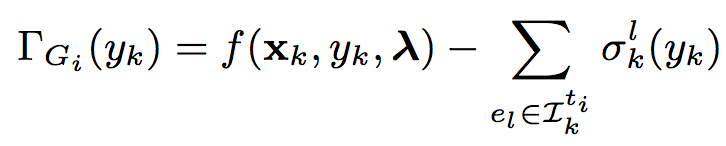 Γ_{G_i}(y_k) = f(𝐱_k, y_k, 𝛌) − ∑_{e_l ∈ ℐ_k^{t_i}} σ_k^l(y_k)